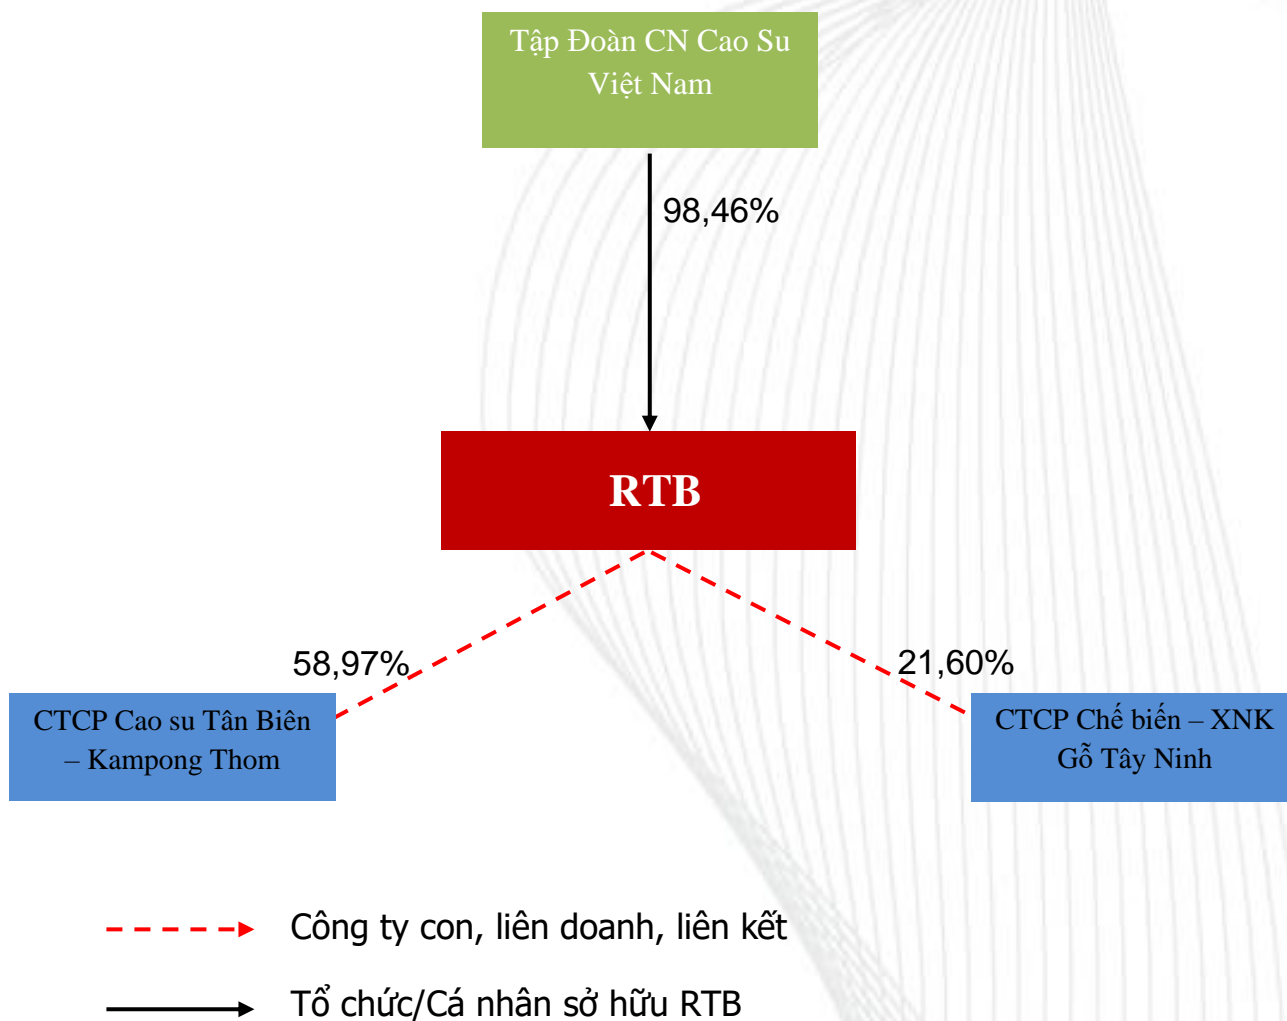 Tập Đoàn CN Cao Su
Việt Nam
98,46%
RTB
58,97%
21,60%
CTCP Cao su Tân Biên
– Kampong Thom
CTCP Chế biến – XNK
Gỗ Tây Ninh
Công ty con, liên doanh, liên kết
Tổ chức/Cá nhân sở hữu RTB